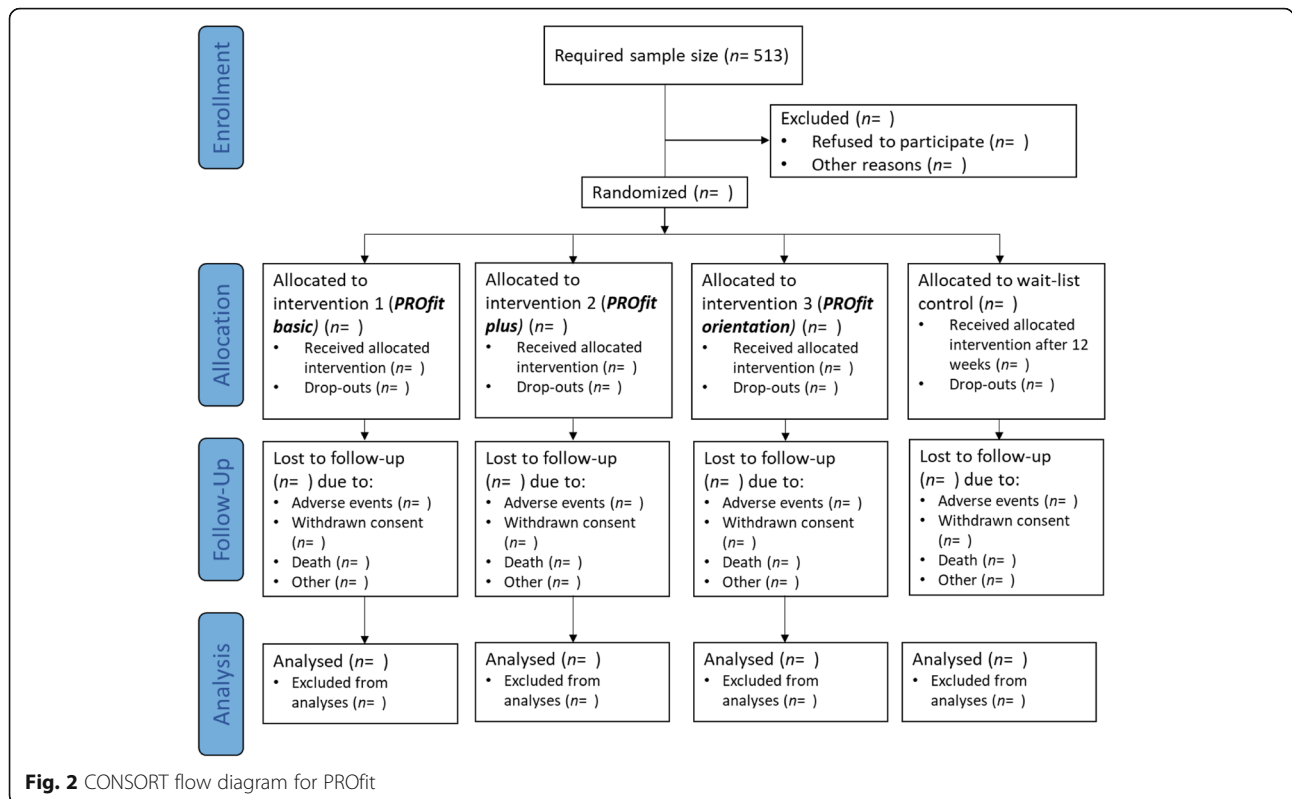 Enrollment
Required sample size (n= 513)
Excluded (n= )
• Refused to participate (n= )
• Other reasons (n= )
Randomized (n= )
Allocation
Allocated to
intervention 1 (PROfit
basic) (n= )
• Received allocated
intervention (n= )
• Drop-outs (n= )
Allocated to
intervention 2 (PROfit
plus) (n= )
• Received allocated
intervention (n= )
• Drop-outs (n= )
Allocated to
intervention 3 (PROfit
orientation) (n= )
• Received allocated
intervention (n= )
• Drop-outs (n= )
Allocated to wait-list
control (n= )
• Received allocated
intervention after 12
weeks (n= )
• Drop-outs (n= )
Follow-Up
Lost to follow-up
(n= ) due to:
• Adverse events (n= )
• Withdrawn consent
(n= )
• Death (n= )
• Other (n= )
Lost to follow-up
(n= ) due to:
• Adverse events (n= )
• Withdrawn consent
(n= )
• Death (n= )
• Other (n= )
Lost to follow-up
(n= ) due to:
• Adverse events (n= )
• Withdrawn consent
(n= )
• Death (n= )
• Other (n= )
Lost to follow-up
(n= ) due to:
• Adverse events (n= )
• Withdrawn consent
(n= )
• Death (n= )
• Other (n= )
Analysis
Analysed (n= )
• Excluded from
analyses (n= )
Analysed (n= )
• Excluded from
analyses (n= )
Analysed (n= )
• Excluded from
analyses (n= )
Analysed (n= )
• Excluded from
analyses (n= )
Fig. 2 CONSORT flow diagram for PROfit